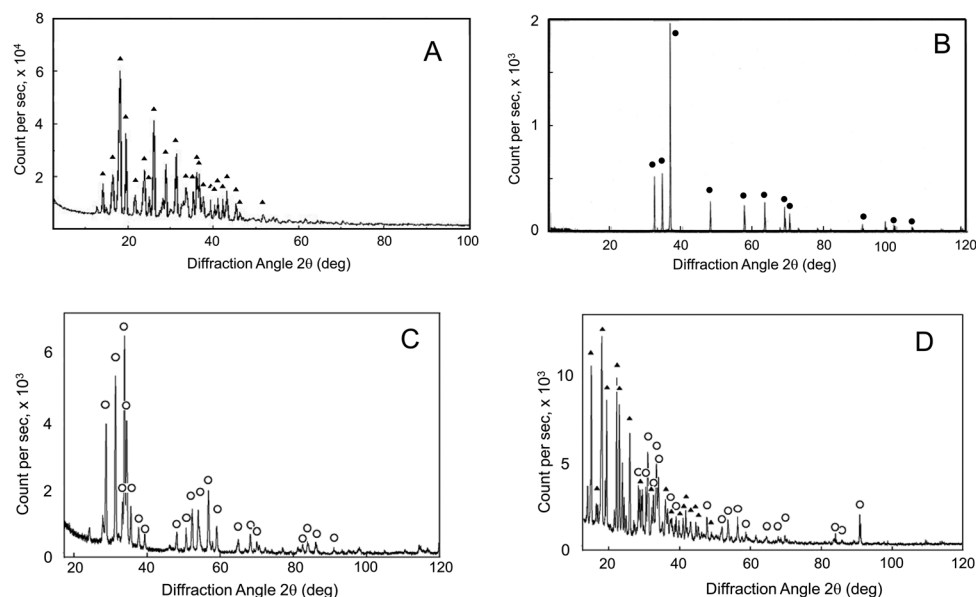 A
Count per sec, x 10⁴
8
6
4
2
20 40 60 80 100
Diffraction Angle 2θ (deg)
B
Count per sec, x 10³
2
1
0
20 40 60 80 100 120
Diffraction Angle 2θ (deg)
C
Count per sec, x 10³
6
4
2
0
20 40 60 80 100 120
Diffraction Angle 2θ (deg)
D
Count per sec, x 10³
10
5
0
20 40 60 80 100 120
Diffraction Angle 2θ (deg)